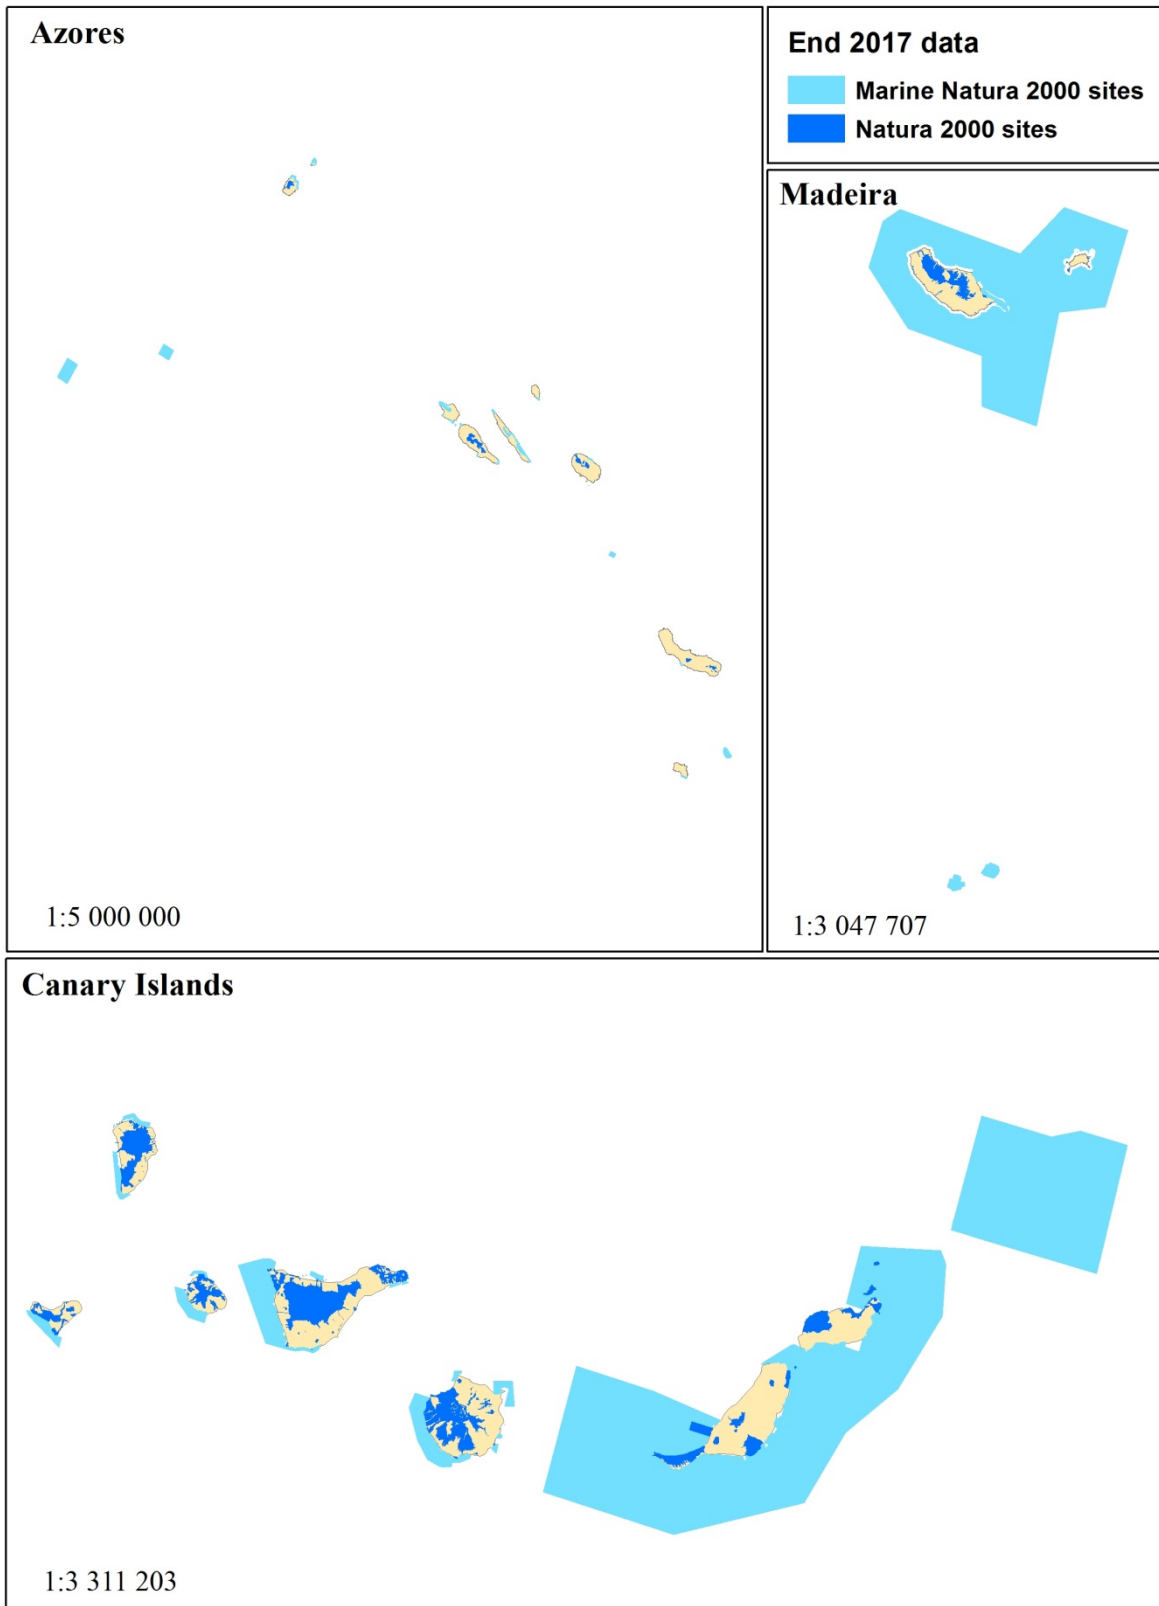 Azores
End 2017 data
Marine Natura 2000 sites
Natura 2000 sites
Madeira
1:5 000 000
1:3 047 707
Canary Islands
1:3 311 203